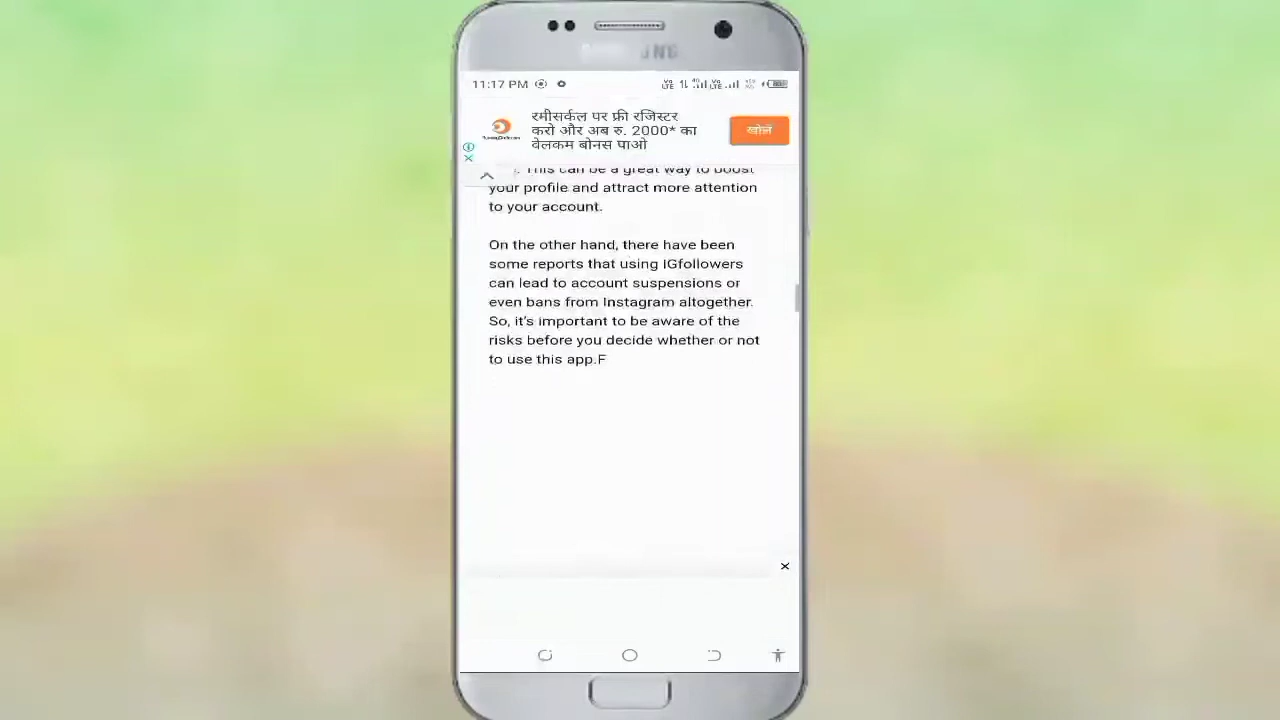 11:17 PM
रमीसर्कल पर फ्री रजिस्टर
करो और अब रु. 2000* का
वेलकम बोनस पाओ
खोलें
. This can be a great way to boost
your profile and attract more attention
to your account.
On the other hand, there have been
some reports that using IGfollowers
can lead to account suspensions or
even bans from Instagram altogether.
So, it's important to be aware of the
risks before you decide whether or not
to use this app.F